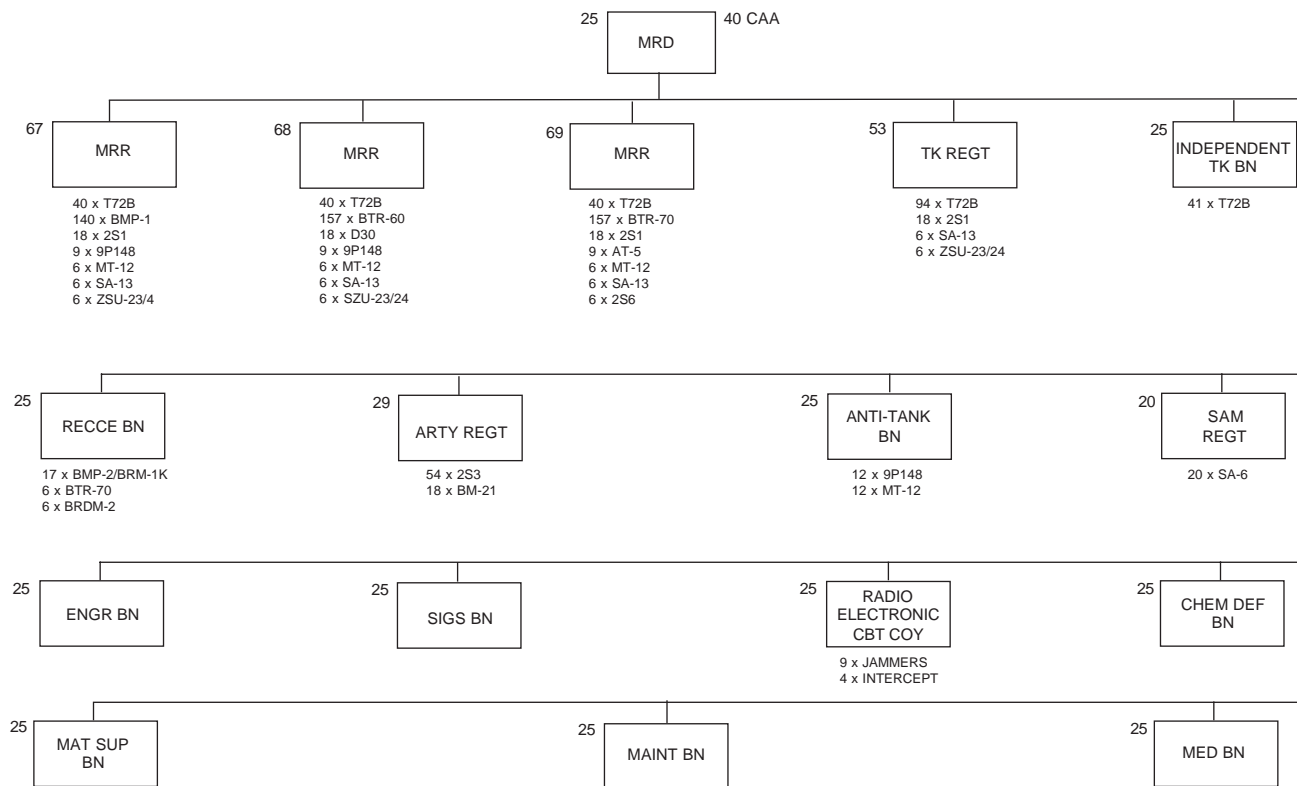 25
40 CAA
MRD
67
MRR
40 x T72B
140 x BMP-1
18 x 2S1
9 x 9P148
6 x MT-12
6 x SA-13
6 x ZSU-23/4
68
MRR
40 x T72B
157 x BTR-60
18 x D30
9 x 9P148
6 x MT-12
6 x SA-13
6 x SZU-23/24
69
MRR
40 x T72B
157 x BTR-70
18 x 2S1
9 x AT-5
6 x MT-12
6 x SA-13
6 x 2S6
53
TK REGT
94 x T72B
18 x 2S1
6 x SA-13
6 x ZSU-23/24
25
INDEPENDENT
TK BN
41 x T72B
25
RECCE BN
17 x BMP-2/BRM-1K
6 x BTR-70
6 x BRDM-2
29
ARTY REGT
54 x 2S3
18 x BM-21
25
ANTI-TANK
BN
12 x 9P148
12 x MT-12
20
SAM
REGT
20 x SA-6
25
ENGR BN
25
SIGS BN
25
RADIO
ELECTRONIC
CBT COY
9 x JAMMERS
4 x INTERCEPT
25
CHEM DEF
BN
25
MAT SUP
BN
25
MAINT BN
25
MED BN